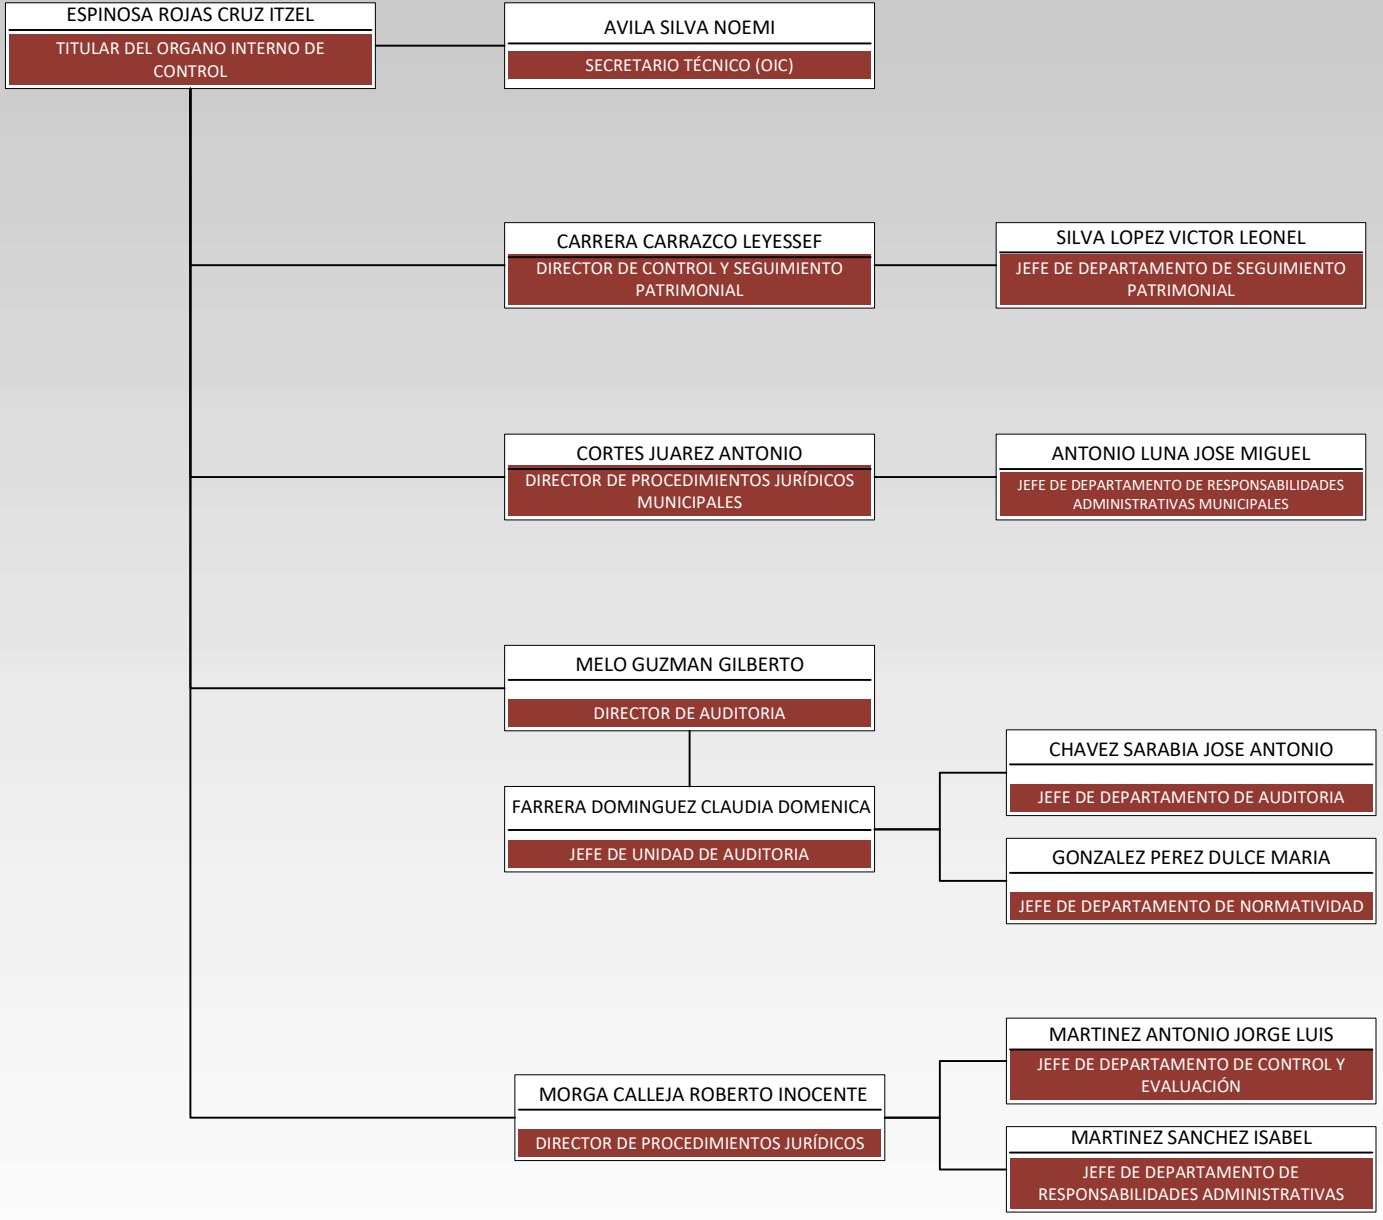 ESPINOSA ROJAS CRUZ ITZEL
TITULAR DEL ORGANO INTERNO DE
CONTROL
AVILA SILVA NOEMI
SECRETARIO TÉCNICO (OIC)
CARRERA CARRAZCO LEYESSEF
DIRECTOR DE CONTROL Y SEGUIMIENTO
PATRIMONIAL
SILVA LOPEZ VICTOR LEONEL
JEFE DE DEPARTAMENTO DE SEGUIMIENTO
PATRIMONIAL
CORTES JUAREZ ANTONIO
DIRECTOR DE PROCEDIMIENTOS JURÍDICOS
MUNICIPALES
ANTONIO LUNA JOSE MIGUEL
JEFE DE DEPARTAMENTO DE RESPONSABILIDADES
ADMINISTRATIVAS MUNICIPALES
MELO GUZMAN GILBERTO
DIRECTOR DE AUDITORIA
FARRERA DOMINGUEZ CLAUDIA DOMENICA
JEFE DE UNIDAD DE AUDITORIA
CHAVEZ SARABIA JOSE ANTONIO
JEFE DE DEPARTAMENTO DE AUDITORIA
GONZALEZ PEREZ DULCE MARIA
JEFE DE DEPARTAMENTO DE NORMATIVIDAD
MORGA CALLEJA ROBERTO INOCENTE
DIRECTOR DE PROCEDIMIENTOS JURÍDICOS
MARTINEZ ANTONIO JORGE LUIS
JEFE DE DEPARTAMENTO DE CONTROL Y
EVALUACIÓN
MARTINEZ SANCHEZ ISABEL
JEFE DE DEPARTAMENTO DE
RESPONSABILIDADES ADMINISTRATIVAS